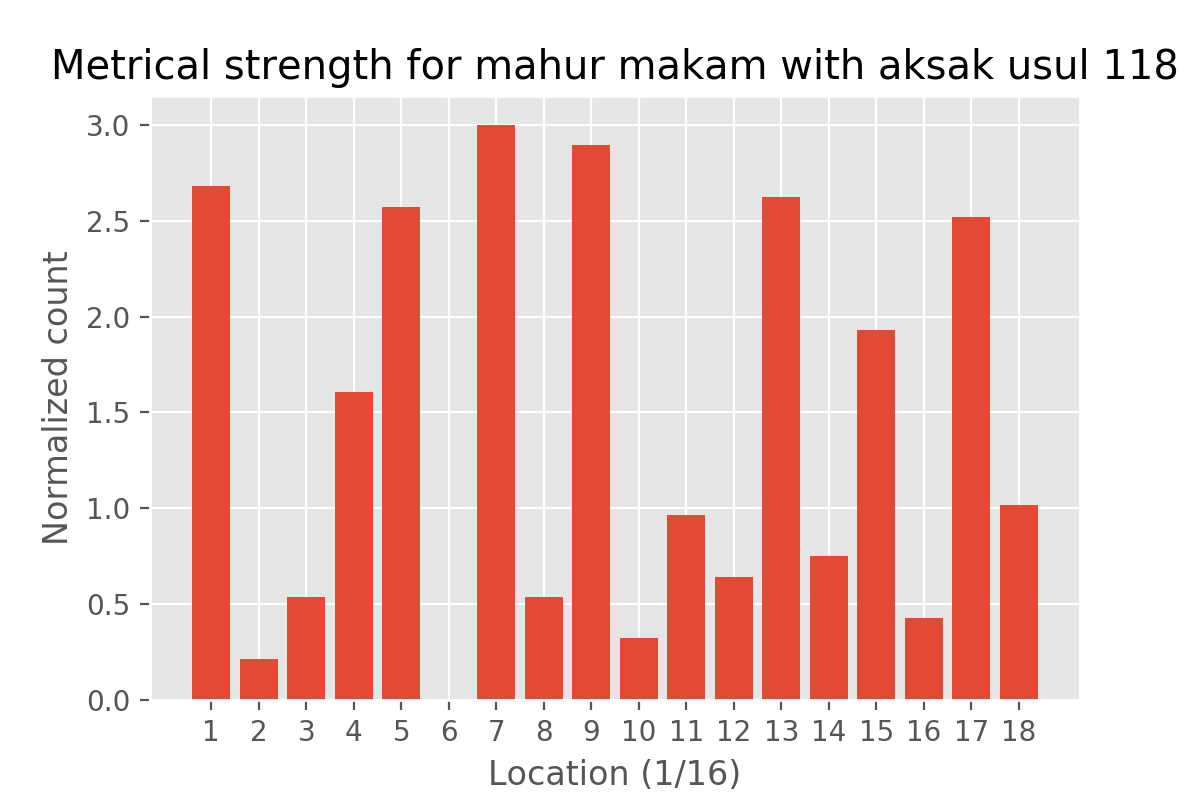 Metrical strength for mahur makam with aksak usul 118
Normalized count
3.0
2.5
2.0
1.5
1.0
0.5
0.0
1 2 3 4 5 6 7 8 9 10 11 12 13 14 15 16 17 18
Location (1/16)